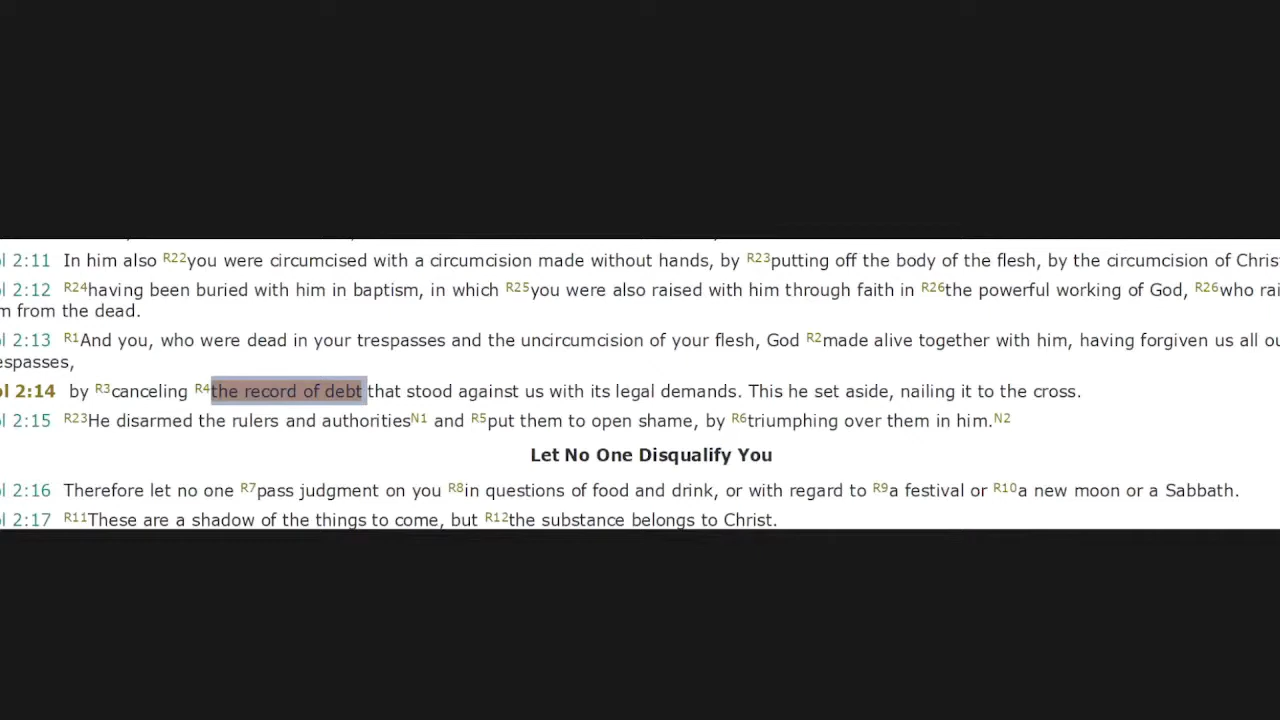 l 2:11 In him also R22you were circumcised with a circumcision made without hands, by R23putting off the body of the flesh, by the circumcision of Chris
l 2:12 R24having been buried with him in baptism, in which R25you were also raised with him through faith in R26the powerful working of God, R26who rai
m from the dead.
l 2:13 R1And you, who were dead in your trespasses and the uncircumcision of your flesh, God R2made alive together with him, having forgiven us all ou
espasses,
ol 2:14 by R3canceling R4the record of debt that stood against us with its legal demands. This he set aside, nailing it to the cross.
ol 2:15 R23He disarmed the rulers and authoritiesN1 and R5put them to open shame, by R6triumphing over them in him.N2
Let No One Disqualify You
ol 2:16 Therefore let no one R7pass judgment on you R8in questions of food and drink, or with regard to R9a festival or R10a new moon or a Sabbath.
ol 2:17 R11These are a shadow of the things to come, but R12the substance belongs to Christ.